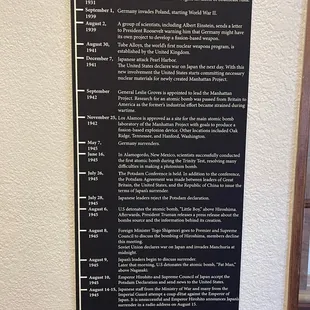 1931
September 1, Germany invades Poland, starting World War II.
1939
August 2, A group of scientists, including Albert Einstein, sends a letter
1939 to President Roosevelt warning him that Germany might have
its own project to develop a fission-based weapon.
August 30, Tube Alloys, the world's first nuclear weapons program, is
1941 established by the United Kingdom.
December 7, Japanese attack Pearl Harbor.
1941 The United States declares war on Japan the next day. With this
new involvement the United States starts committing necessary
materials for newly created Manhattan Project.
September General Leslie Groves is appointed to lead the Manhattan
1942 Project. Research for an atomic bomb was passed from Britain to
America as the former's industrial effort became strained during
wartime.
November 25, Los Alamos is approved as a site for the main atomic bomb
1942 laboratory of the Manhattan Project with goals to produce a
fission-based explosive device. Other locations included Oak
Ridge, Tennessee, and Hanford, Washington.
May 7, Germany surrenders.
1945
June 16, In Alamogordo, New Mexico, scientists successfully conducted
1945 the first atomic bomb during the Trinity Test, resolving many
difficulties in making a plutonium bomb.
July 26, The Potsdam Conference is held. In addition to the conference,
1945 the Potsdam Agreement was made between leaders of Great
Britain, the United States, and the Republic of China to issue the
terms of Japan's surrender.
July 28, Japanese leaders reject the Potsdam declaration.
1945
August 6, U.S detonates the atomic bomb, "Little Boy," above Hiroshima.
1945 Afterwards, President Truman releases a press release about the
bombs source and the information behind its creation.
August 8, Foreign Minister Togo Shigenori goes to Premier and Supreme
1945 Council to discuss the bombing of Hiroshima, members decline
this meeting.
Soviet Union declares War on Japan and invades Manchuria at
midnight.
August 9, Japan's leaders begin to discuss surrender.
1945 Later that morning, U.S detonates the atomic bomb, "Fat Man,"
above Nagasaki.
August 10, Emperor Hirohito and Supreme Council of Japan accept the
1945 Potsdam Declaration and send news to the United States.
August 14-15, Japanese staff from the Ministry of War and many from the
1945 Imperial Guard attempt a coup d'état against the Emperor of
Japan. It is unsuccessful and Emperor Hirohito announces Japan's
surrender in a radio address on August 15.